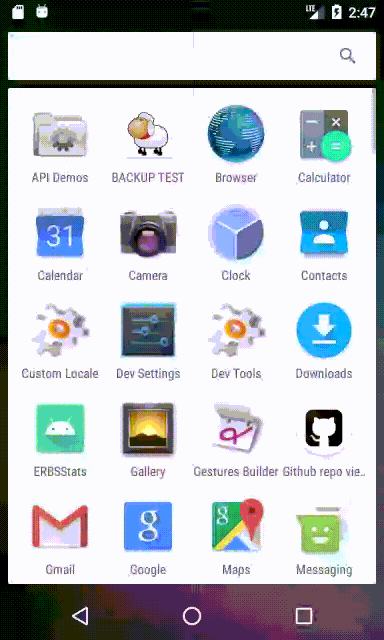 LTE 2:47
API Demos BACKUP TEST Browser Calculator
31
Calendar Camera Clock Contacts
Custom Locale Dev Settings Dev Tools Downloads
ERBSStats Gallery Gestures Builder Github repo vie..
g g
Gmail Google Maps Messaging